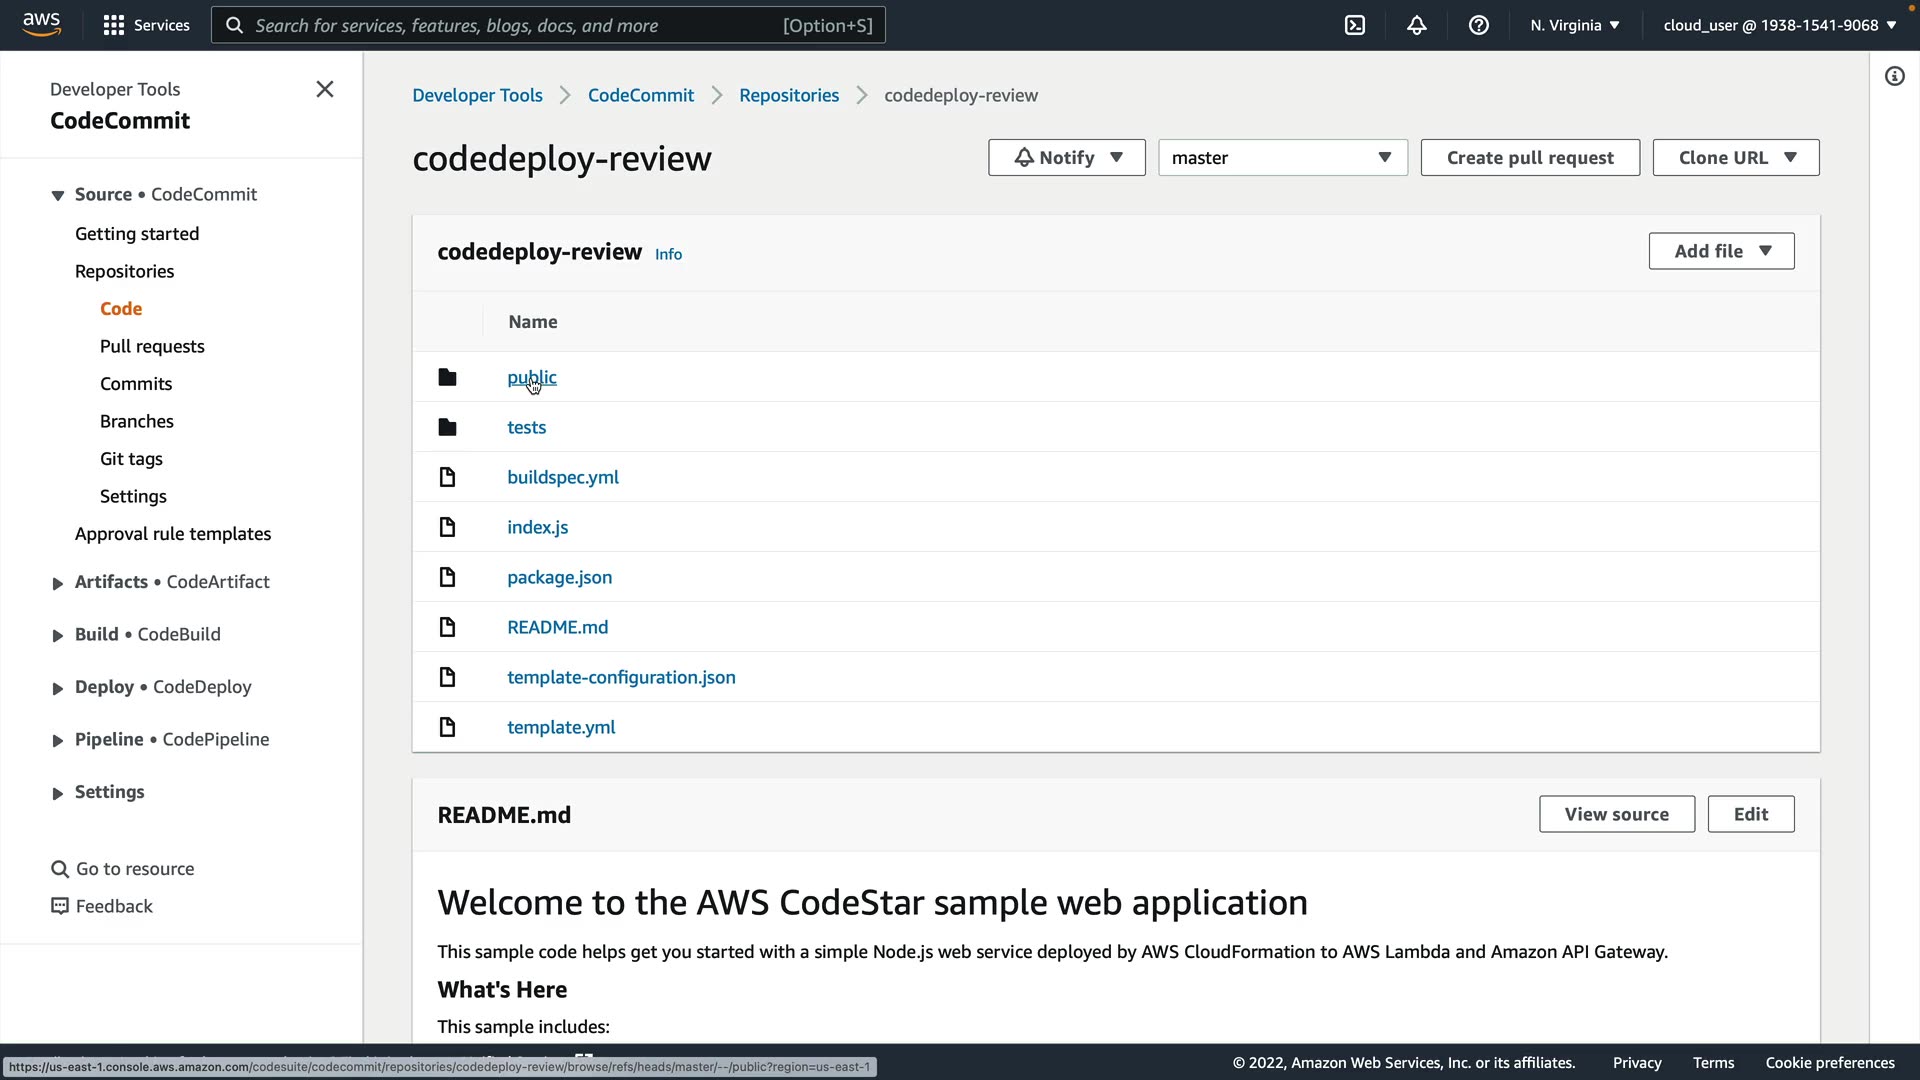 aws
Services
Search for services, features, blogs, docs, and more
[Option+S]
N. Virginia
cloud_user @ 1938-1541-9068
Developer Tools
CodeCommit
Source • CodeCommit
Getting started
Repositories
Code
Pull requests
Commits
Branches
Git tags
Settings
Approval rule templates
Artifacts • CodeArtifact
Build • CodeBuild
Deploy • CodeDeploy
Pipeline • CodePipeline
Settings
Go to resource
Feedback
Developer Tools
CodeCommit
Repositories
codedeploy-review
codedeploy-review
Notify
master
Create pull request
Clone URL
codedeploy-review Info
Add file
Name
public
tests
buildspec.yml
index.js
package.json
README.md
template-configuration.json
template.yml
README.md
View source
Edit
Welcome to the AWS CodeStar sample web application
This sample code helps get you started with a simple Node.js web service deployed by AWS CloudFormation to AWS Lambda and Amazon API Gateway.
What's Here
This sample includes:
https://us-east-1.console.aws.amazon.com/codesuite/codecommit/repositories/codedeploy-review/browse/refs/heads/master/--/public?region=us-east-1
© 2022, Amazon Web Services, Inc. or its affiliates.
Privacy
Terms
Cookie preferences